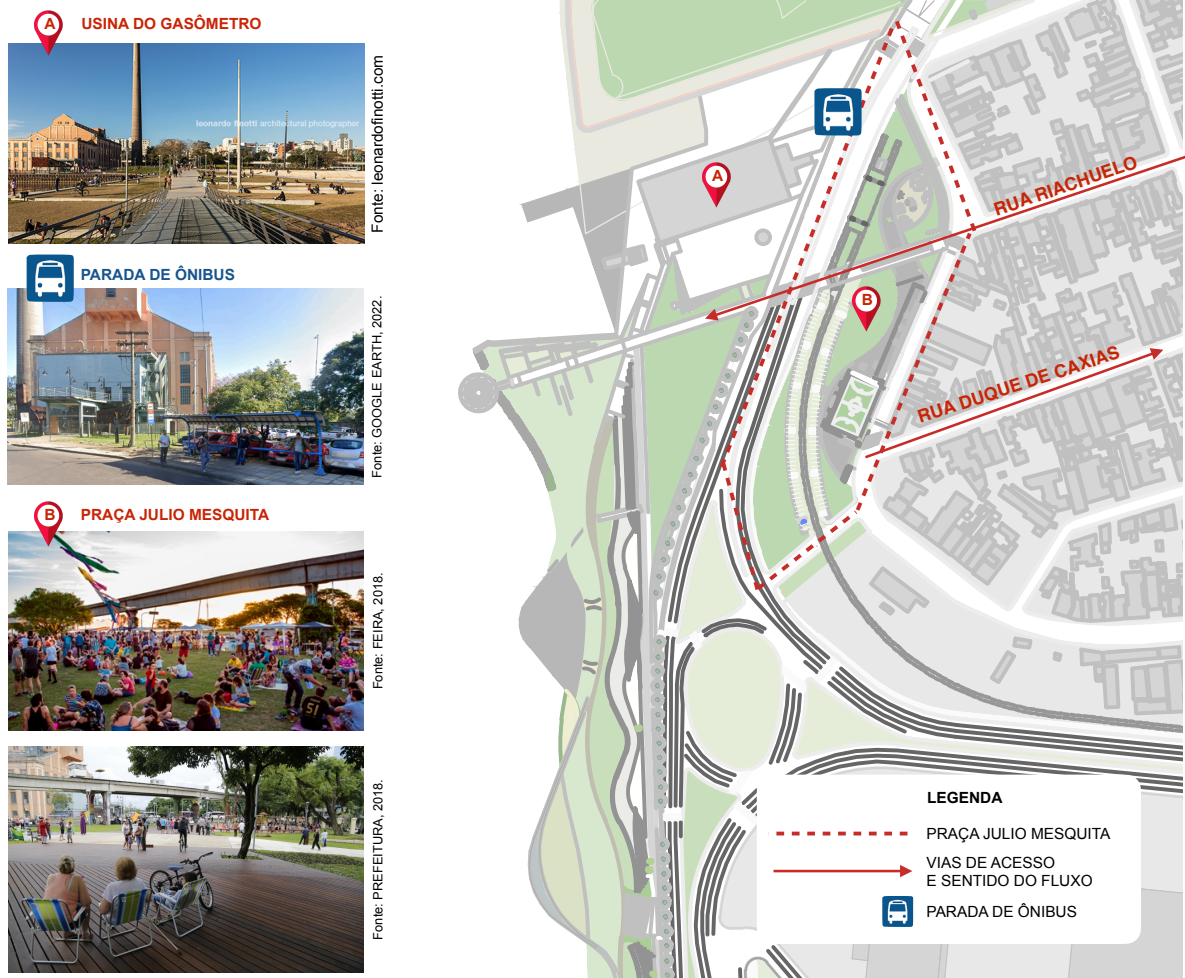 A
USINA DO GASÔMETRO
leonardo finotti architectural photographer
Fonte: leonardofinotti.com
PARADA DE ÔNIBUS
Fonte: GOOGLE EARTH, 2022.
B
PRAÇA JULIO MESQUITA
51
Fonte: FEIRA, 2018.
Fonte: PREFEITURA, 2018.
A
RUA RIACHUELO
B
RUA DUQUE DE CAXIAS
LEGENDA
PRAÇA JULIO MESQUITA
VIAS DE ACESSO
E SENTIDO DO FLUXO
PARADA DE ÔNIBUS